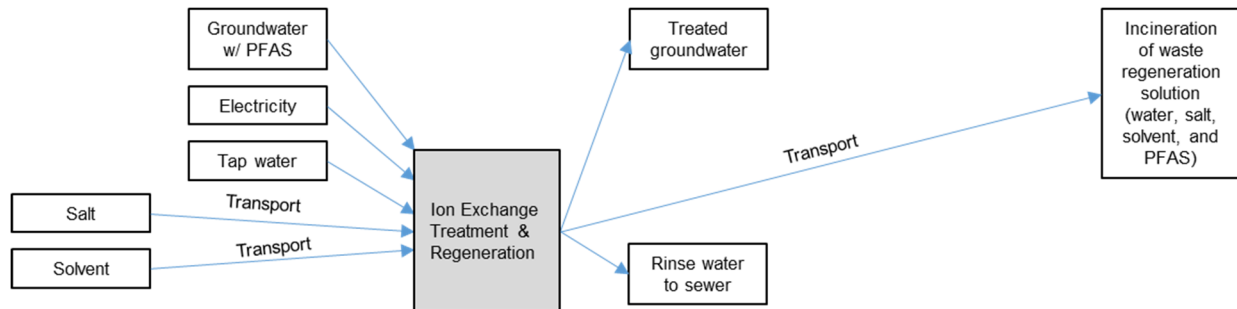 Groundwater
w/ PFAS
Electricity
Tap water
Salt
Transport
Solvent
Transport
Ion Exchange
Treatment &
Regeneration
Treated
groundwater
Rinse water
to sewer
Transport
Incineration
of waste
regeneration
solution
(water, salt,
solvent, and
PFAS)